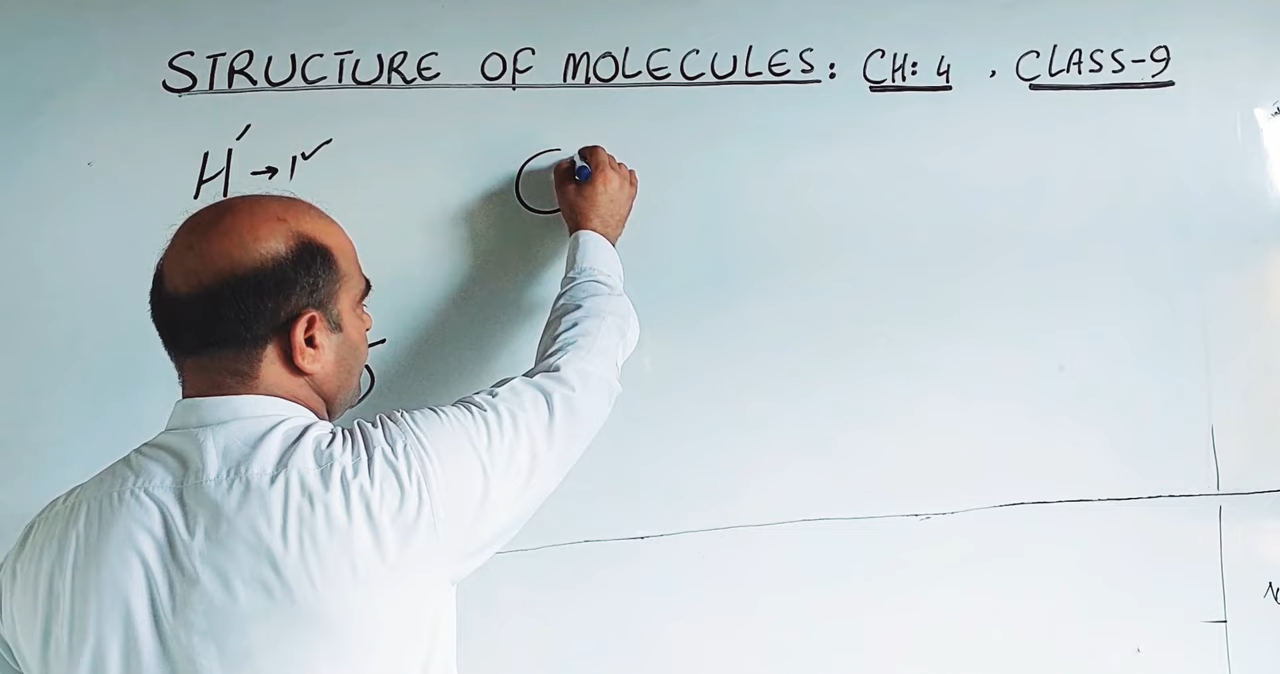 STRUCTURE OF MOLECULES: CH: 4 , CLASS-9
H' → 1 ✓